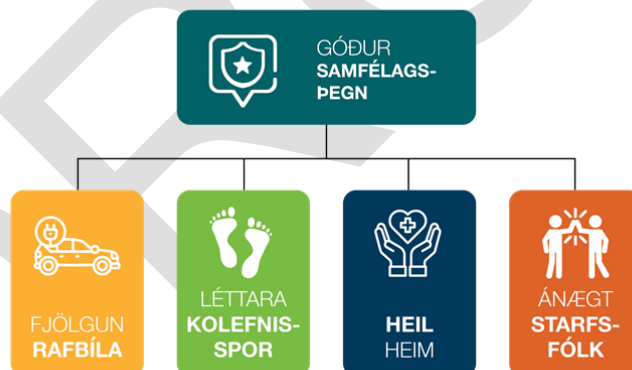 GÓÐUR
SAMFÉLAGS-
ÞEGN
FJÖLGUN
RAFBÍLA
LÉTTARA
KOLEFNIS-
SPOR
HEIL
HEIM
ÁNÆGT
STARFS-
FÓLK